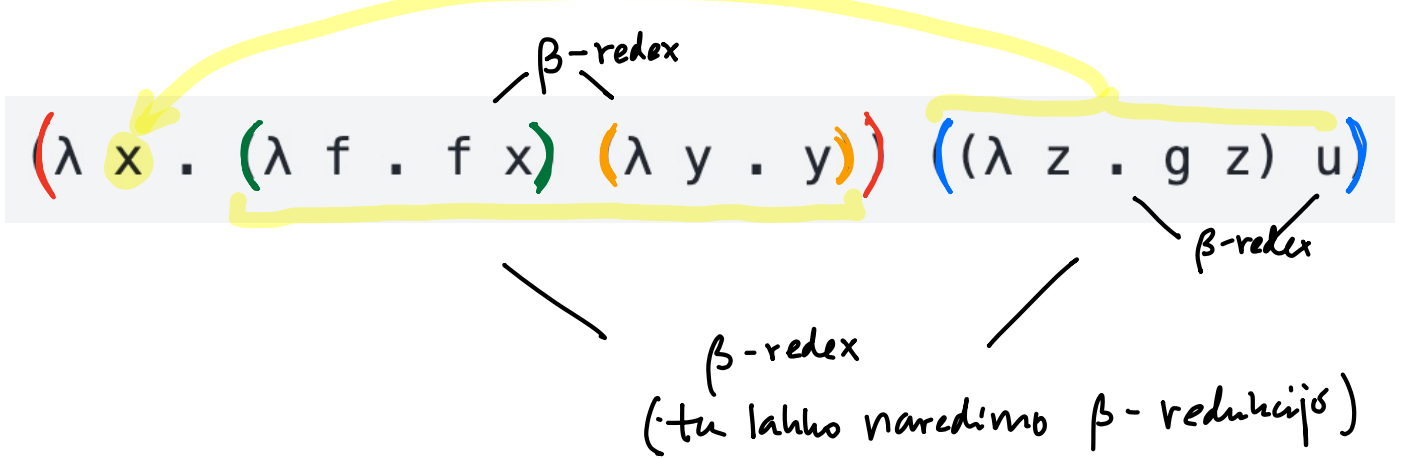 β-redex
(λ x . (λ f . f x) (λ y . y)) ((λ z . g z) u)
β-redex
β-redex
(tu lahko naredimo β-redukcijo)